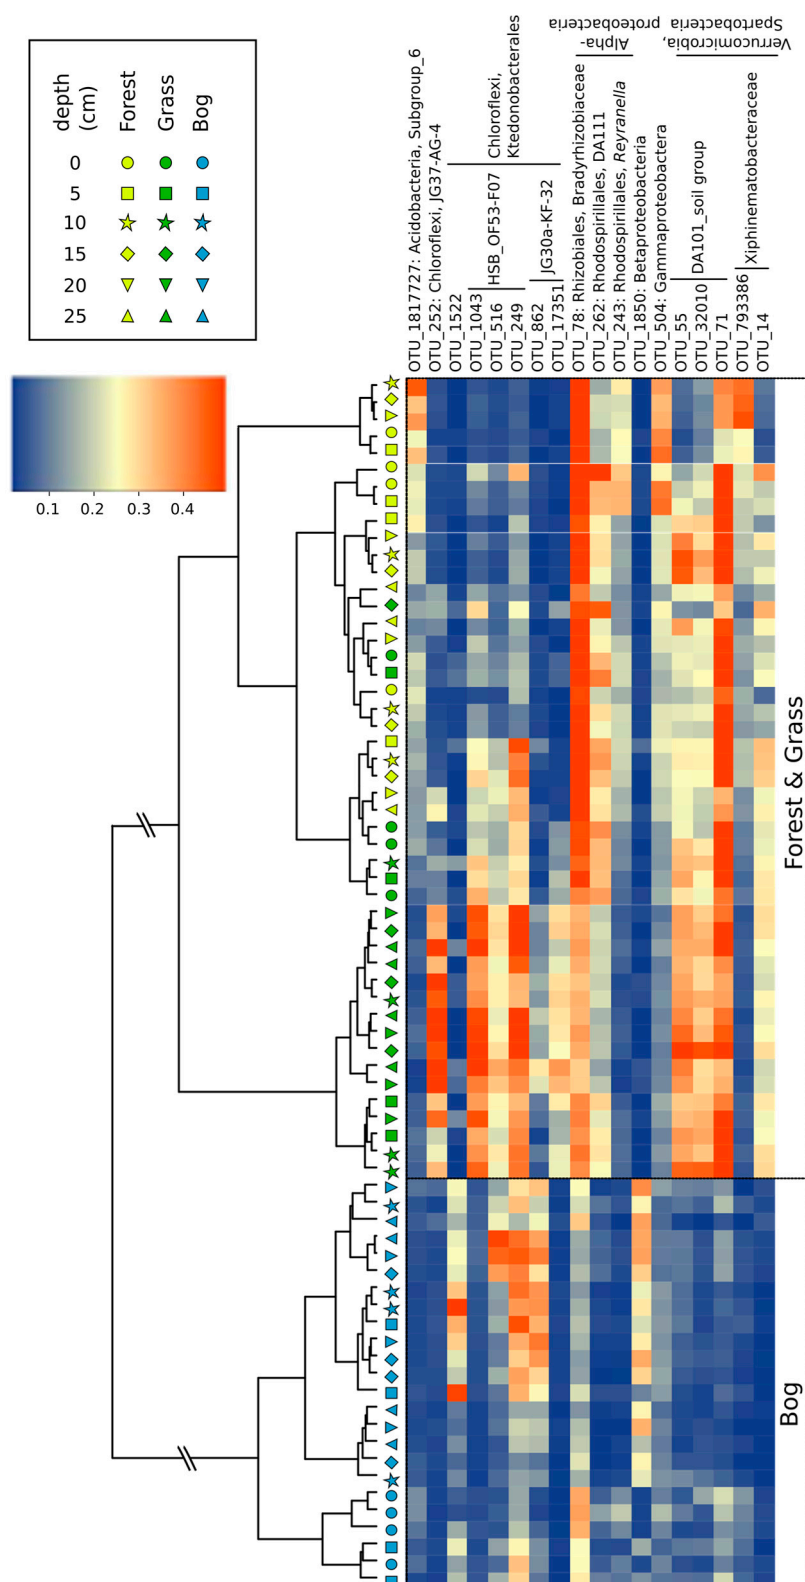 depth
(cm)
Forest
Grass
Bog
0
5
10
15
20
25
0.1
0.2
0.3
0.4
OTU_1817727: Acidobacteria, Subgroup_6
OTU_252: Chloroflexi, JG37-AG-4
OTU_1522
OTU_1043
OTU_516
OTU_249
OTU_862
OTU_17351
HSB_OF53-F07
JG30a-KF-32
Chloroflexi,
Ktedonobacterales
OTU_78: Rhizobiales, Bradyrhizobiaceae
OTU_262: Rhodospirillales, DA111
OTU_243: Rhodospirillales, Reyranella
Alpha-
proteobacteria
OTU_1850: Betaproteobacteria
OTU_504: Gammaproteobactera
OTU_55
OTU_32010
OTU_71
OTU_793386
OTU_14
DA101_soil group
Xiphinematobacteraceae
Verrucomicrobia,
Spartobacteria
Forest & Grass
Bog